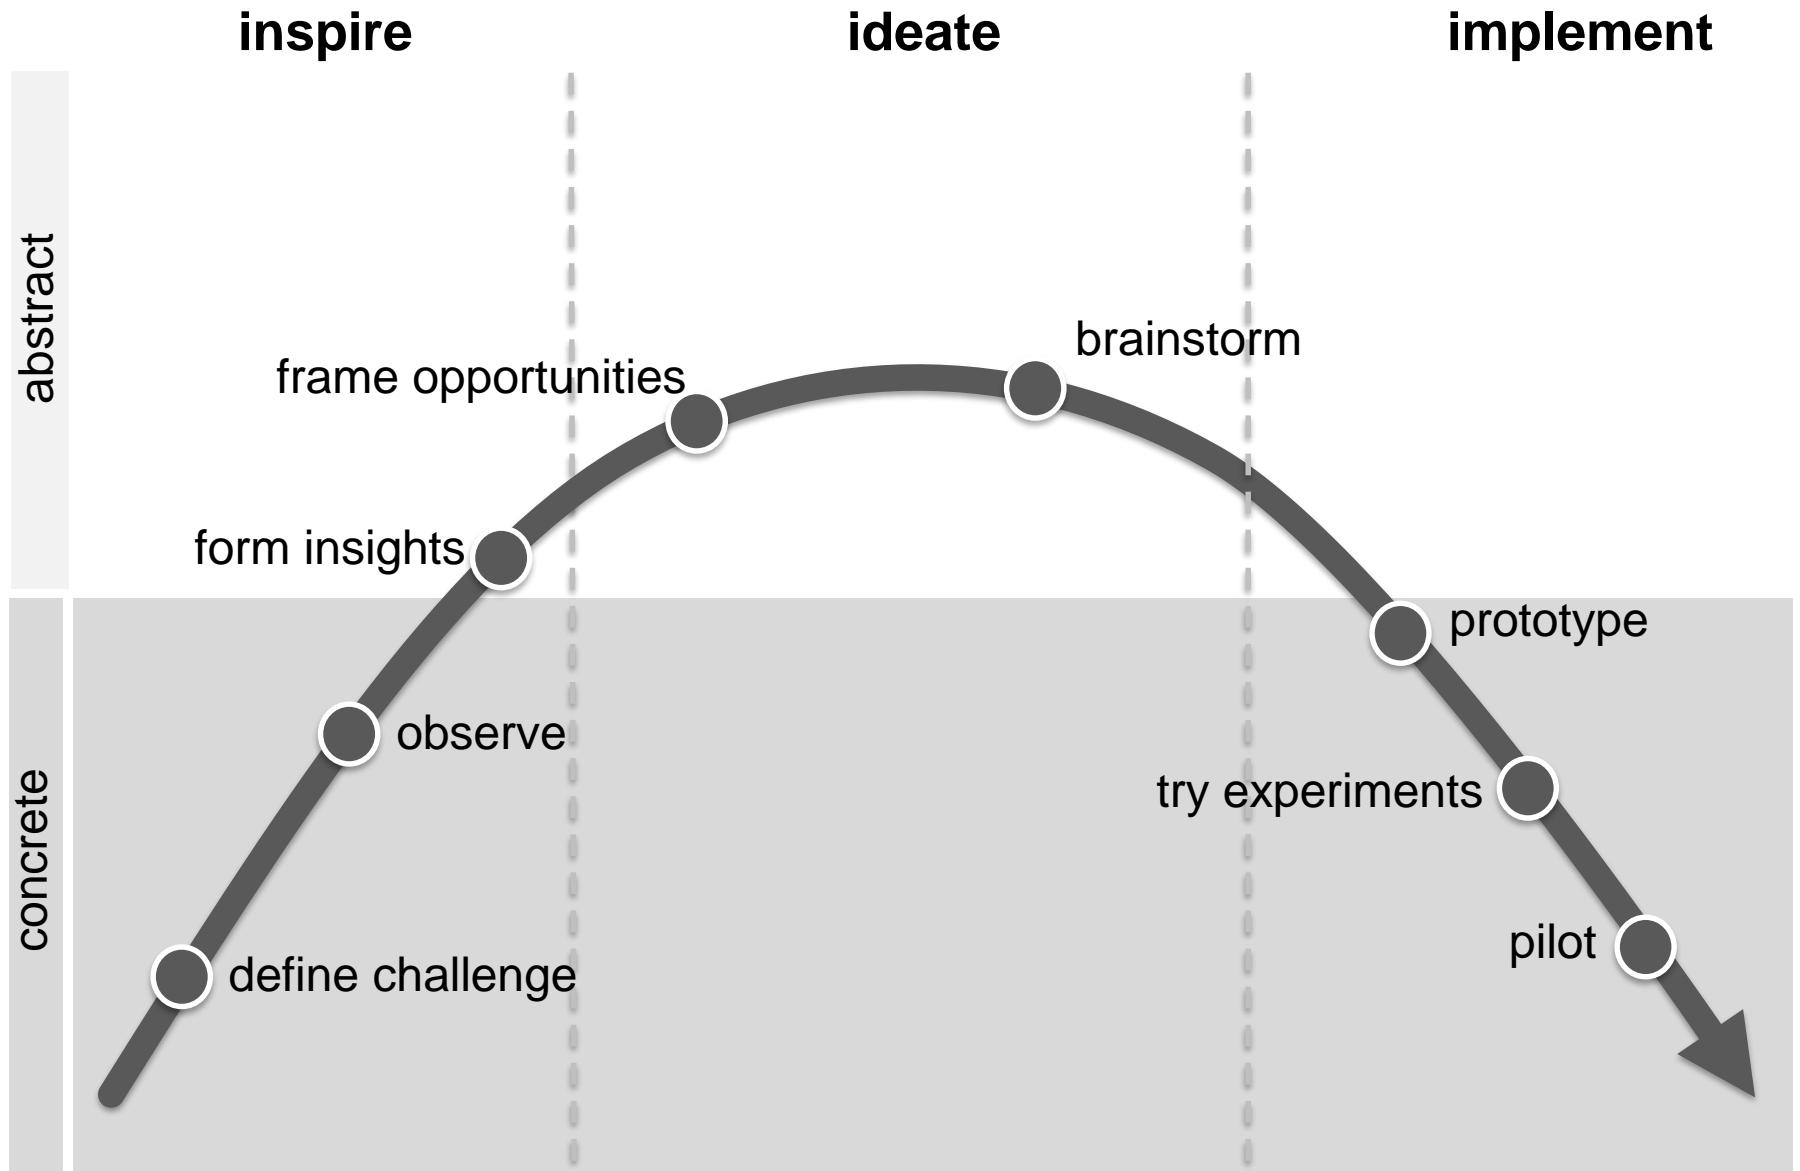 inspire
ideate
implement
abstract
brainstorm
frame opportunities
form insights
prototype
observe
try experiments
concrete
pilot
define challenge